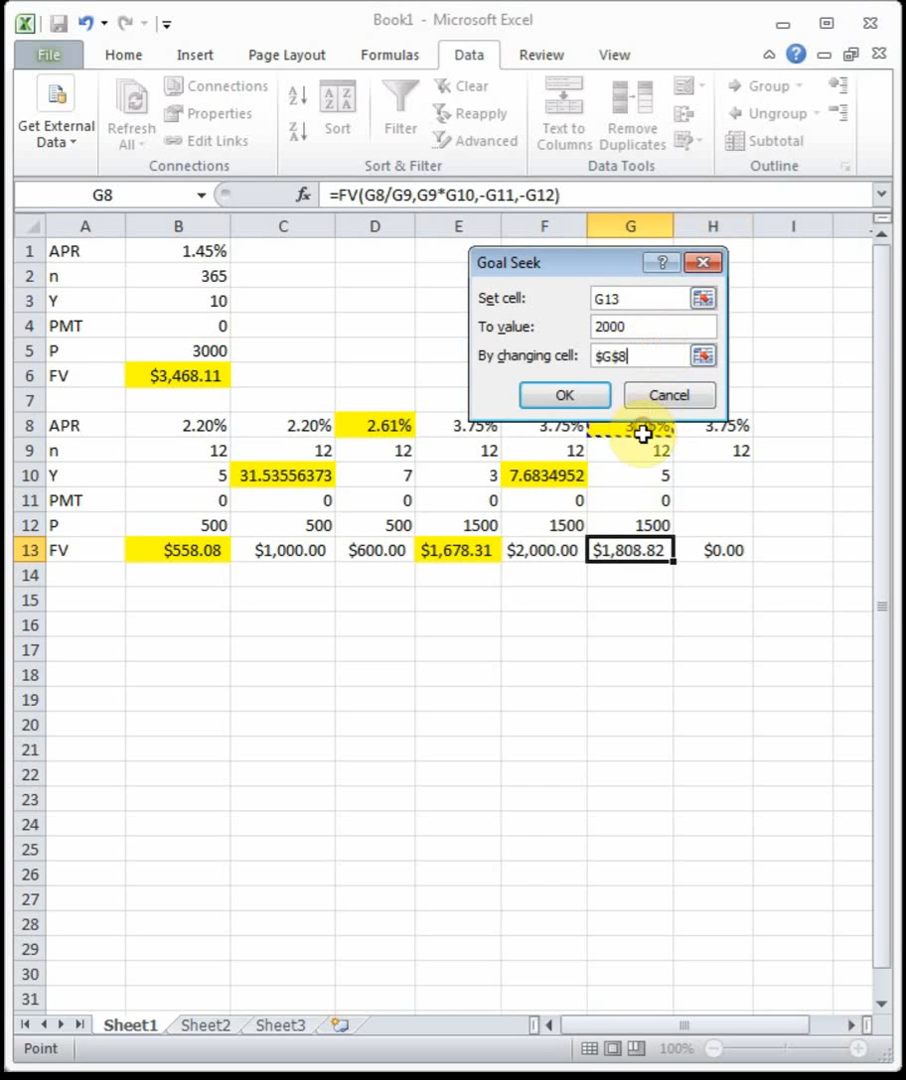 Book1 - Microsoft Excel
File Home Insert Page Layout Formulas Data Review View
Get External Data
Refresh All
Connections
Properties
Edit Links
Connections
Sort
Filter
Clear
Reapply
Advanced
Sort & Filter
Text to Columns
Remove Duplicates
Data Tools
Group
Ungroup
Subtotal
Outline
G8 fx =FV(G8/G9,G9*G10,-G11,-G12)
A B C D E F G H I
1 APR 1.45%
2 n 365
3 Y 10
4 PMT 0
5 P 3000
6 FV $3,468.11
7
8 APR 2.20% 2.20% 2.61% 3.75% 3.75% 3.75%
9 n 12 12 12 12 12 12 12
10 Y 5 31.53556373 7 3 7.6834952 5
11 PMT 0 0 0 0 0 0
12 P 500 500 500 1500 1500 1500
13 FV $558.08 $1,000.00 $600.00 $1,678.31 $2,000.00 $1,808.82 $0.00
14
15
16
17
18
19
20
21
22
23
24
25
26
27
28
29
30
31
Goal Seek
Set cell: G13
To value: 2000
By changing cell: $G$8
OK Cancel
Sheet1 Sheet2 Sheet3
Point 100%